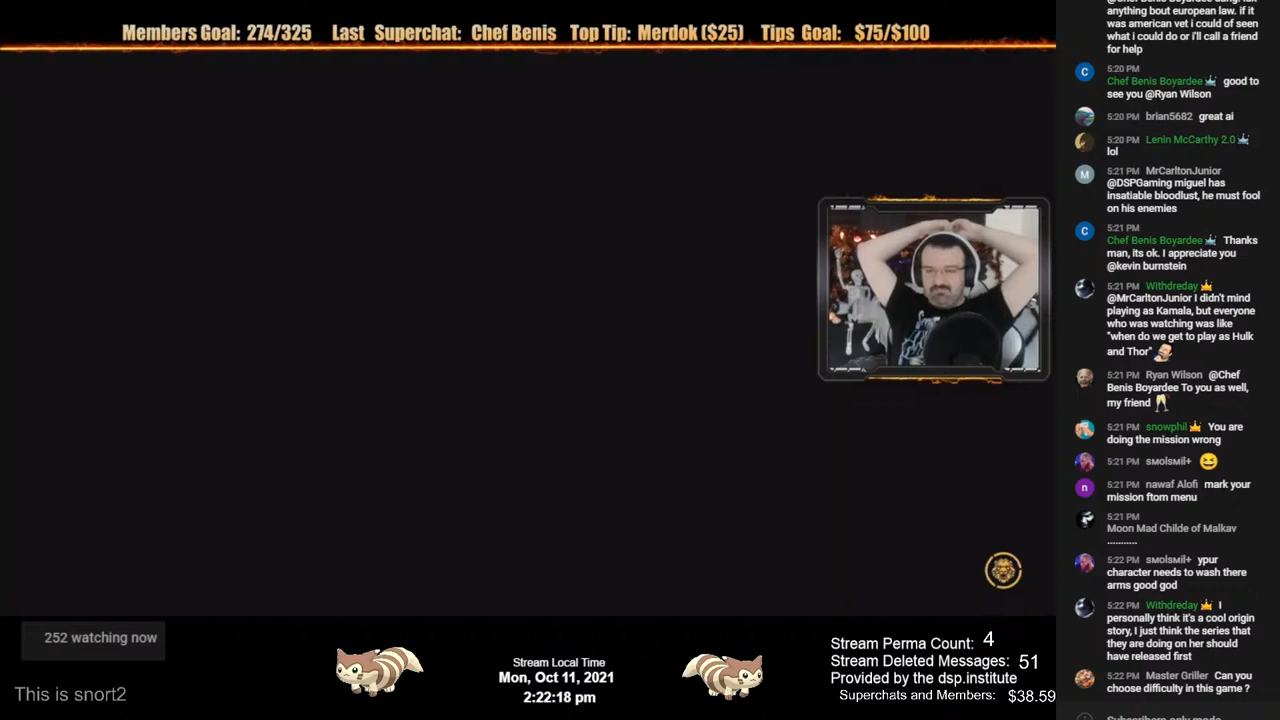 Members Goal: 274/325 Last Superchat: Chef Benis Top Tip: Merdok ($25) Tips Goal: $75/$100
anything bout european law. if it
was american vet i could of seen
what i could do or i'll call a friend
for help
C
5:20 PM
Chef Benis Boyardee good to
see you @Ryan Wilson
5:20 PM brian5682 great ai
5:20 PM Lenin McCarthy 2.0
lol
M
5:21 PM MrCarltonJunior
@DSPGaming miguel has
insatiable bloodlust, he must fool
on his enemies
C
5:21 PM
Chef Benis Boyardee Thanks
man, its ok. I appreciate you
@kevin burnstein
5:21 PM Withdreday
@MrCarltonJunior I didn't mind
playing as Kamala, but everyone
who was watching was like
"when do we get to play as Hulk
and Thor"
5:21 PM Ryan Wilson @Chef
Benis Boyardee To you as well,
my friend
5:21 PM snowphil You are
doing the mission wrong
5:21 PM sмolsмil+
n
5:21 PM nawaf Alofi mark your
mission ftom menu
5:21 PM
Moon Mad Childe of Malkav
...........
5:22 PM sмolsмil+ ypur
character needs to wash there
arms good god
5:22 PM Withdreday I
personally think it's a cool origin
story, I just think the series that
they are doing on her should
have released first
5:22 PM Master Griller Can you
choose difficulty in this game ?
252 watching now
This is snort2
Stream Local Time
Mon, Oct 11, 2021
2:22:18 pm
Stream Perma Count: 4
Stream Deleted Messages: 51
Provided by the dsp.institute
Superchats and Members: $38.59